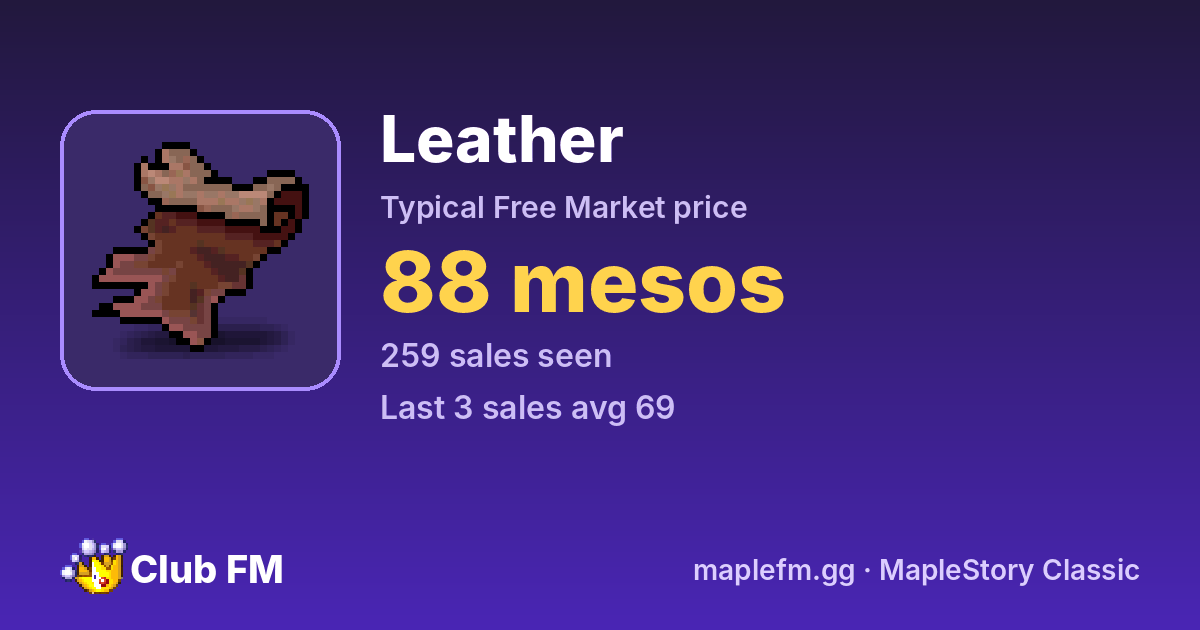 Leather
Typical Free Market price
88 mesos
259 sales seen
Last 3 sales avg 69
Club FM
maplefm.gg · MapleStory Classic